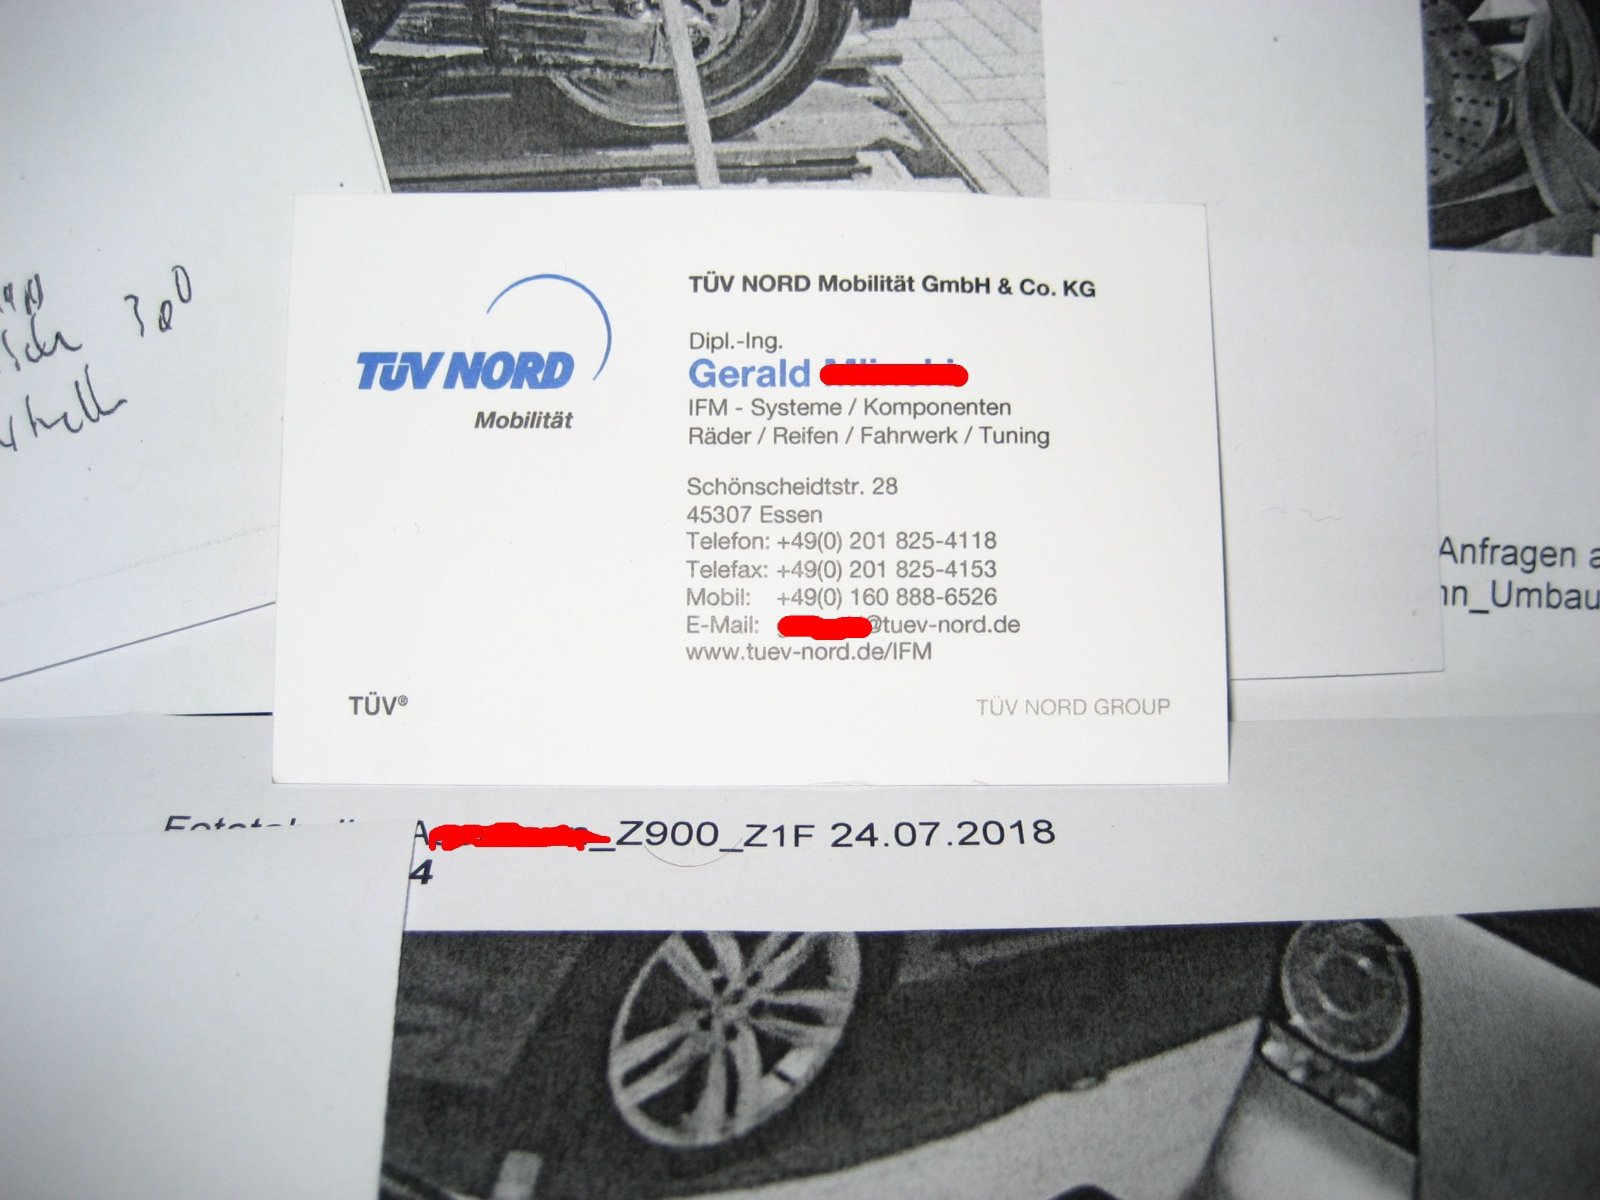 TÜV NORD
Mobilität
TÜV NORD Mobilität GmbH & Co. KG
Dipl.-Ing.
Gerald
IFM - Systeme / Komponenten
Räder / Reifen / Fahrwerk / Tuning
Schönscheidtstr. 28
45307 Essen
Telefon: +49(0) 201 825-4118
Telefax: +49(0) 201 825-4153
Mobil: +49(0) 160 888-6526
E-Mail: @tuev-nord.de
www.tuev-nord.de/IFM
TÜV®
TÜV NORD GROUP
300
Anfragen a
nn_Umbau
A _Z900_Z1F 24.07.2018
4